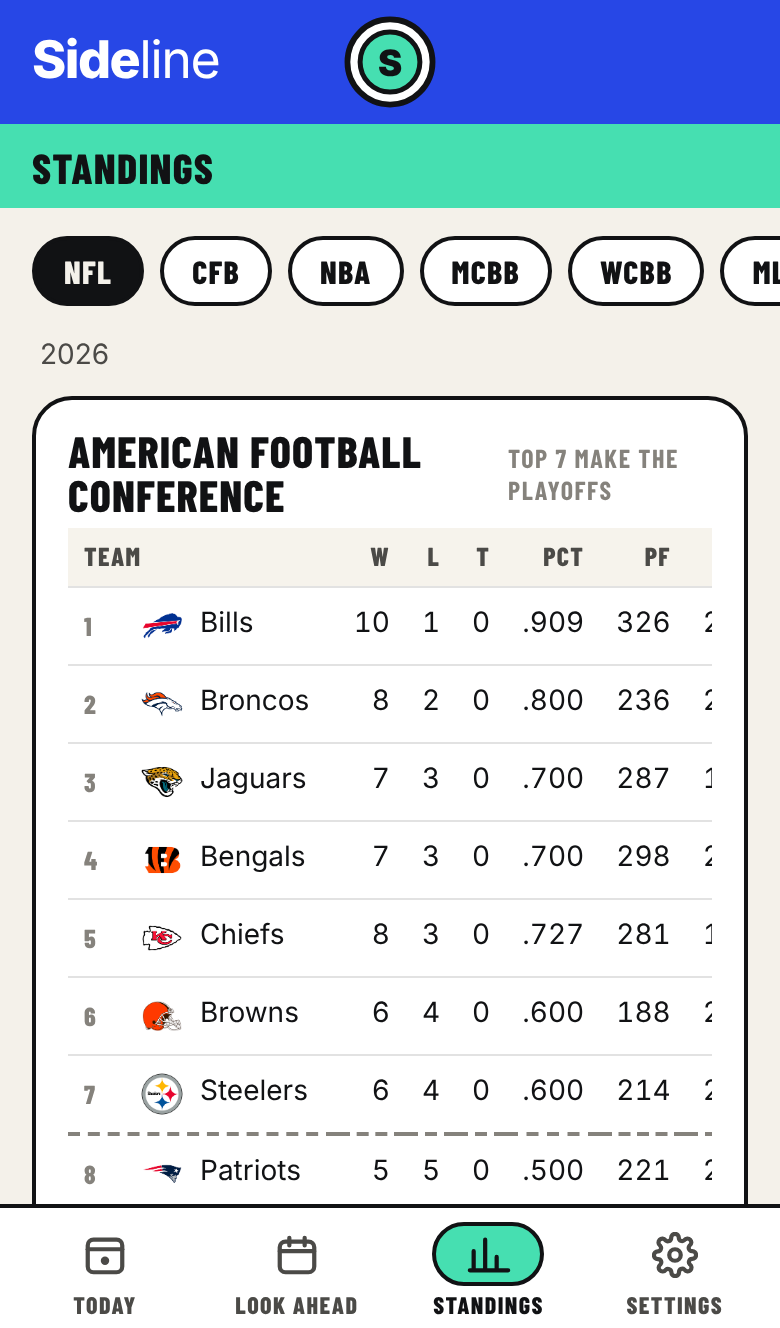 Sideline
S
STANDINGS
NFL CFB NBA MCBB WCBB
2026
AMERICAN FOOTBALL
CONFERENCE
TOP 7 MAKE THE
PLAYOFFS
TEAM W L T PCT PF
1 Bills 10 1 0 .909 326
2 Broncos 8 2 0 .800 236
3 Jaguars 7 3 0 .700 287
4 Bengals 7 3 0 .700 298
5 KC Chiefs 8 3 0 .727 281
6 Browns 6 4 0 .600 188
7 Steelers 6 4 0 .600 214
8 Patriots 5 5 0 .500 221
TODAY LOOK AHEAD STANDINGS SETTINGS